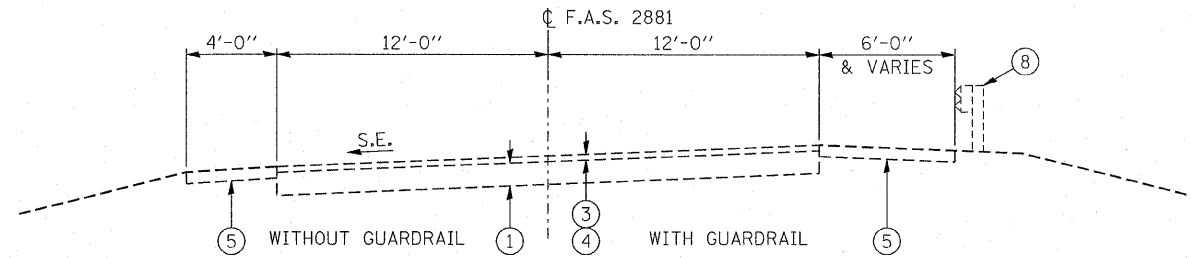 ℄ F.A.S. 2881
4'-0" 12'-0" 12'-0" 6'-0"
& VARIES
8
S.E.
3
5 WITHOUT GUARDRAIL 1 4 WITH GUARDRAIL 5